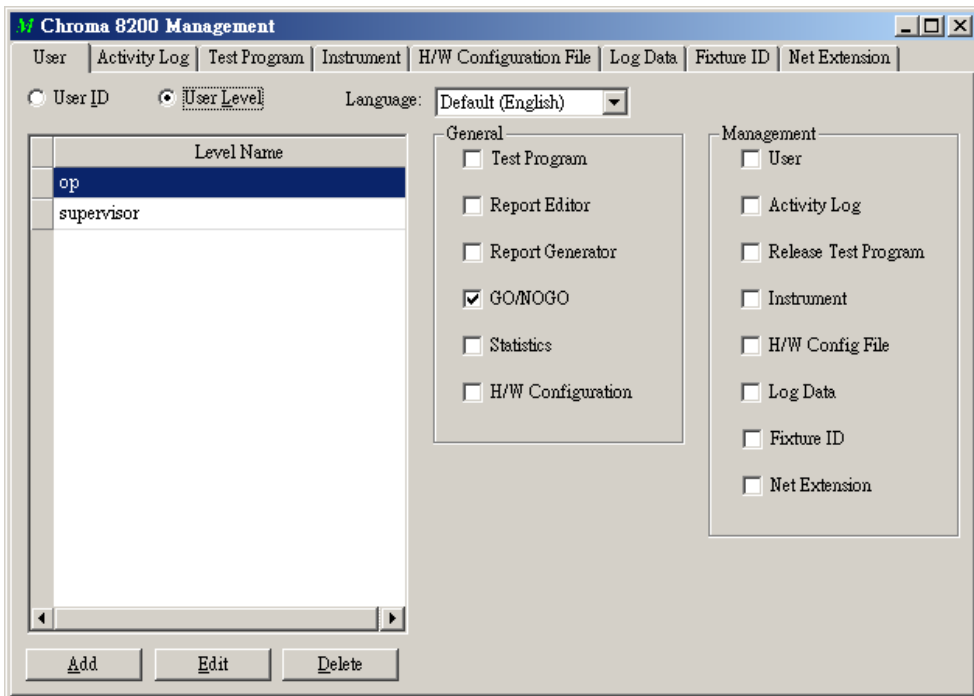 Chroma 8200 Management
User Activity Log Test Program Instrument H/W Configuration File Log Data Fixture ID Net Extension
User ID User Level Language: Default (English)
Level Name
op
supervisor
General
Test Program
Report Editor
Report Generator
GO/NOGO
Statistics
H/W Configuration
Management
User
Activity Log
Release Test Program
Instrument
H/W Config File
Log Data
Fixture ID
Net Extension
Add Edit Delete